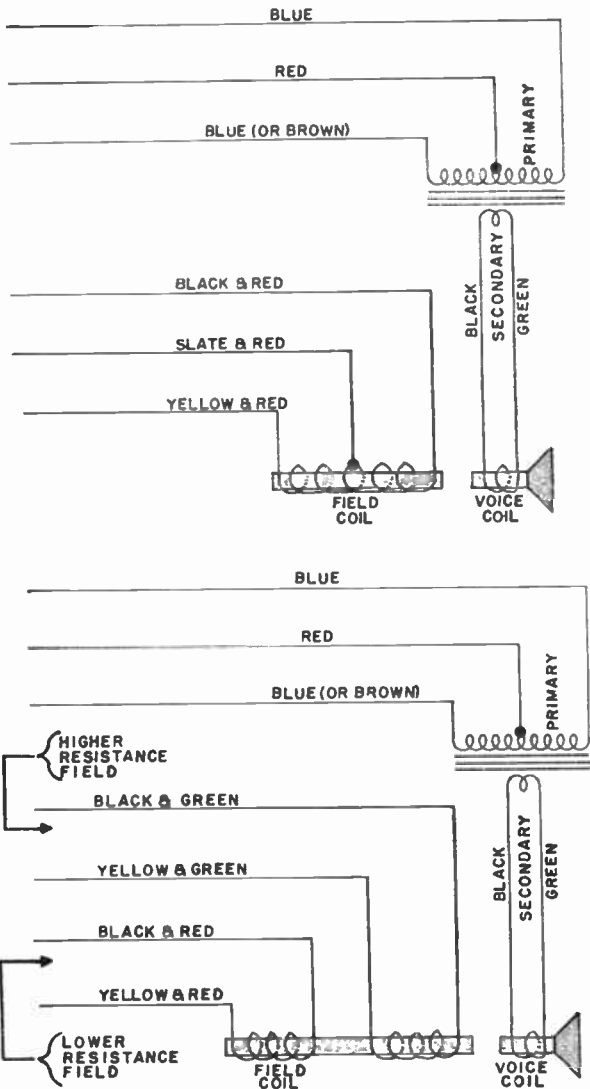 BLUE
RED
BLUE (OR BROWN)
PRIMARY
BLACK & RED
SLATE & RED
YELLOW & RED
BLACK
SECONDARY
GREEN
FIELD
COIL
VOICE
COIL
BLUE
RED
BLUE (OR BROWN)
PRIMARY
HIGHER
RESISTANCE
FIELD
BLACK & GREEN
YELLOW & GREEN
BLACK & RED
YELLOW & RED
BLACK
SECONDARY
GREEN
LOWER
RESISTANCE
FIELD
FIELD
COIL
VOICE
COIL